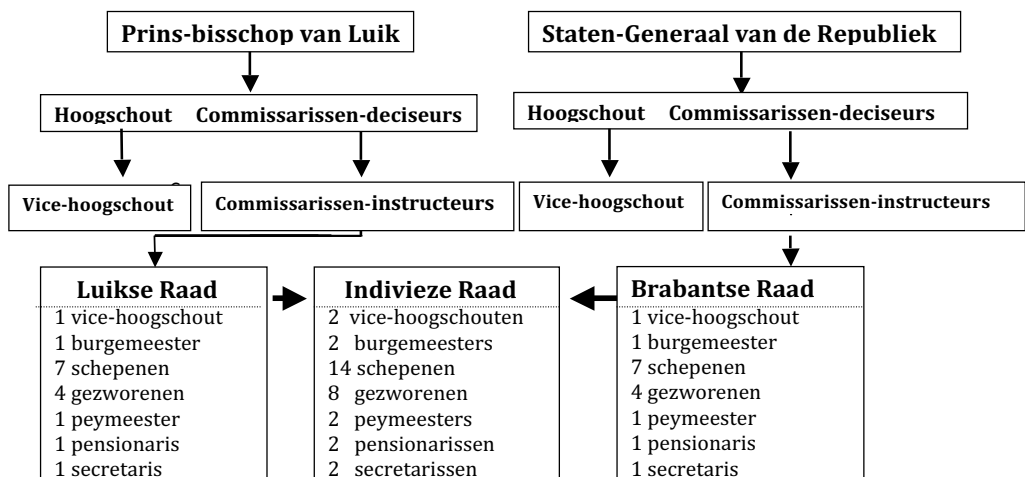 Prins-bisschop van Luik
Staten-Generaal van de Republiek
Hoogschout Commissarissen-deciseurs
Hoogschout Commissarissen-deciseurs
Vice-hoogschout
Commissarissen-instructeurs
Vice-hoogschout
Commissarissen-instructeurs
Luikse Raad
1 vice-hoogschout
1 burgemeester
7 schepenen
4 gezworenen
1 peymeester
1 pensionaris
1 secretaris
Indivieze Raad
2 vice-hoogschouten
2 burgemeesters
14 schepenen
8 gezworenen
2 peymeesters
2 pensionarissen
2 secretarissen
Brabantse Raad
1 vice-hoogschout
1 burgemeester
7 schepenen
4 gezworenen
1 peymeester
1 pensionaris
1 secretaris